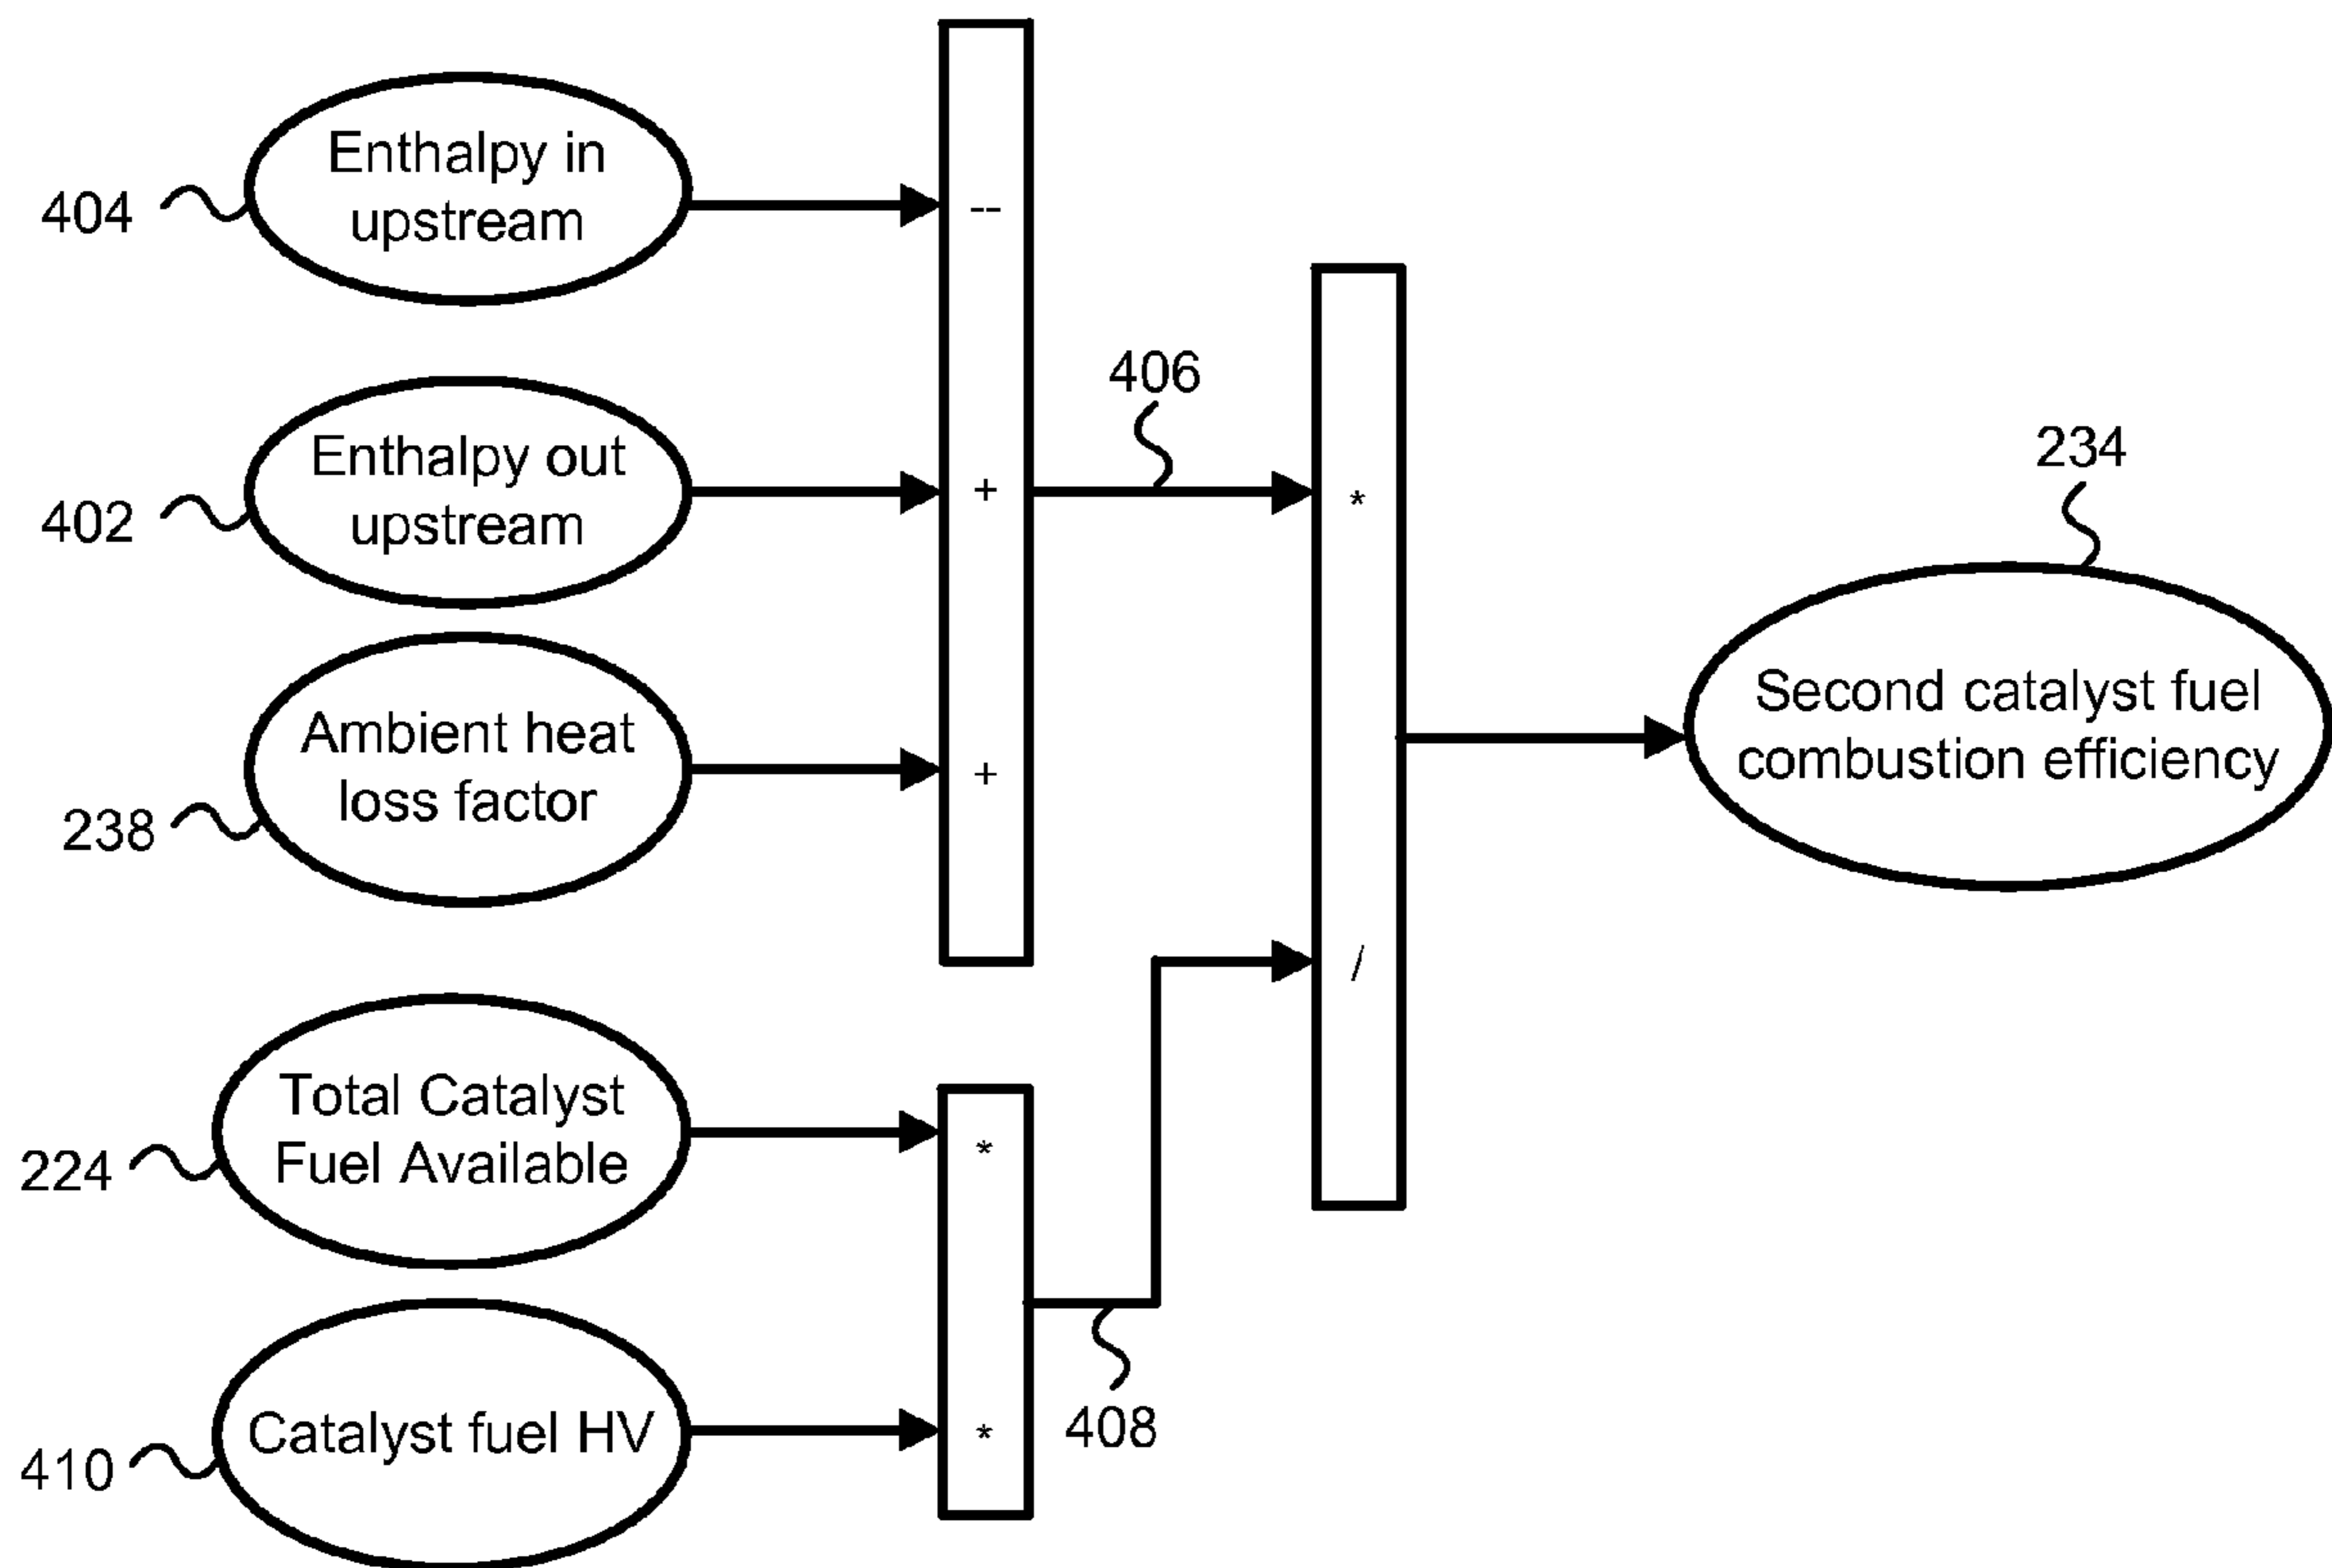 Enthalpy in
upstream
404
--
Enthalpy out
upstream
402
+
406
*
234
Ambient heat
loss factor
238
+
Second catalyst fuel
combustion efficiency
/
Total Catalyst
Fuel Available
224
*
Catalyst fuel HV
410
*
408